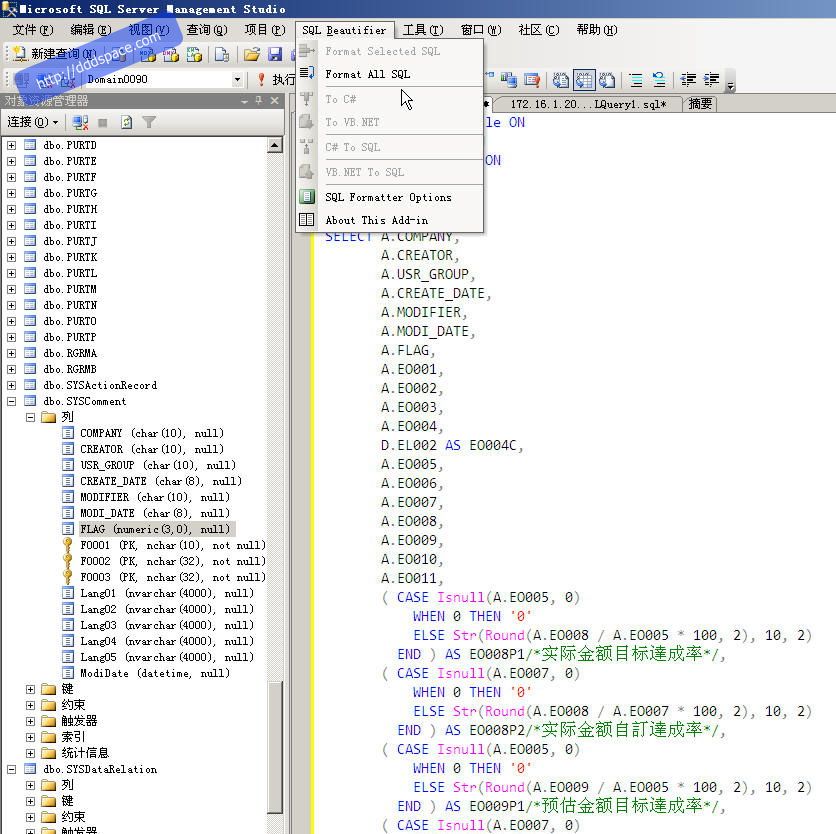 Microsoft SQL Server Management Studio
文件(F) 编辑(E) 视图(V) 查询(Q) 项目(P) SQL Beautifier 工具(T) 窗口(W) 社区(C) 帮助(H)
新建查询(N)
http://dddspace.com
Domain0090
执行
对象资源管理器
连接(O)
Format Selected SQL
Format All SQL
To C#
To VB.NET
C# To SQL
VB.NET To SQL
SQL Formatter Options
About This Add-in
172.16.1.20...LQuery1.sql* 摘要
dbo.PURTD
dbo.PURTE
dbo.PURTF
dbo.PURTG
dbo.PURTH
dbo.PURTI
dbo.PURTJ
dbo.PURTK
dbo.PURTL
dbo.PURTM
dbo.PURTN
dbo.PURTO
dbo.PURTP
dbo.RGRMA
dbo.RGRMB
dbo.SYSActionRecord
dbo.SYSComment
列
COMPANY (char(10), null)
CREATOR (char(10), null)
USR_GROUP (char(10), null)
CREATE_DATE (char(8), null)
MODIFIER (char(10), null)
MODI_DATE (char(8), null)
FLAG (numeric(3,0), null)
F0001 (PK, nchar(10), not null)
F0002 (PK, nchar(32), not null)
F0003 (PK, nchar(32), not null)
Lang01 (nvarchar(4000), null)
Lang02 (nvarchar(4000), null)
Lang03 (nvarchar(4000), null)
Lang04 (nvarchar(4000), null)
Lang05 (nvarchar(4000), null)
ModiDate (datetime, null)
键
约束
触发器
索引
统计信息
dbo.SYSDataRelation
列
键
约束
触发器
le ON
ON
SELECT A.COMPANY,
A.CREATOR,
A.USR_GROUP,
A.CREATE_DATE,
A.MODIFIER,
A.MODI_DATE,
A.FLAG,
A.EO001,
A.EO002,
A.EO003,
A.EO004,
D.EL002 AS EO004C,
A.EO005,
A.EO006,
A.EO007,
A.EO008,
A.EO009,
A.EO010,
A.EO011,
( CASE Isnull(A.EO005, 0)
WHEN 0 THEN '0'
ELSE Str(Round(A.EO008 / A.EO005 * 100, 2), 10, 2)
END ) AS EO008P1/*实际金额目标達成率*/,
( CASE Isnull(A.EO007, 0)
WHEN 0 THEN '0'
ELSE Str(Round(A.EO008 / A.EO007 * 100, 2), 10, 2)
END ) AS EO008P2/*实际金额自訂達成率*/,
( CASE Isnull(A.EO005, 0)
WHEN 0 THEN '0'
ELSE Str(Round(A.EO009 / A.EO005 * 100, 2), 10, 2)
END ) AS EO009P1/*预估金额目标達成率*/,
( CASE Isnull(A.EO007, 0)